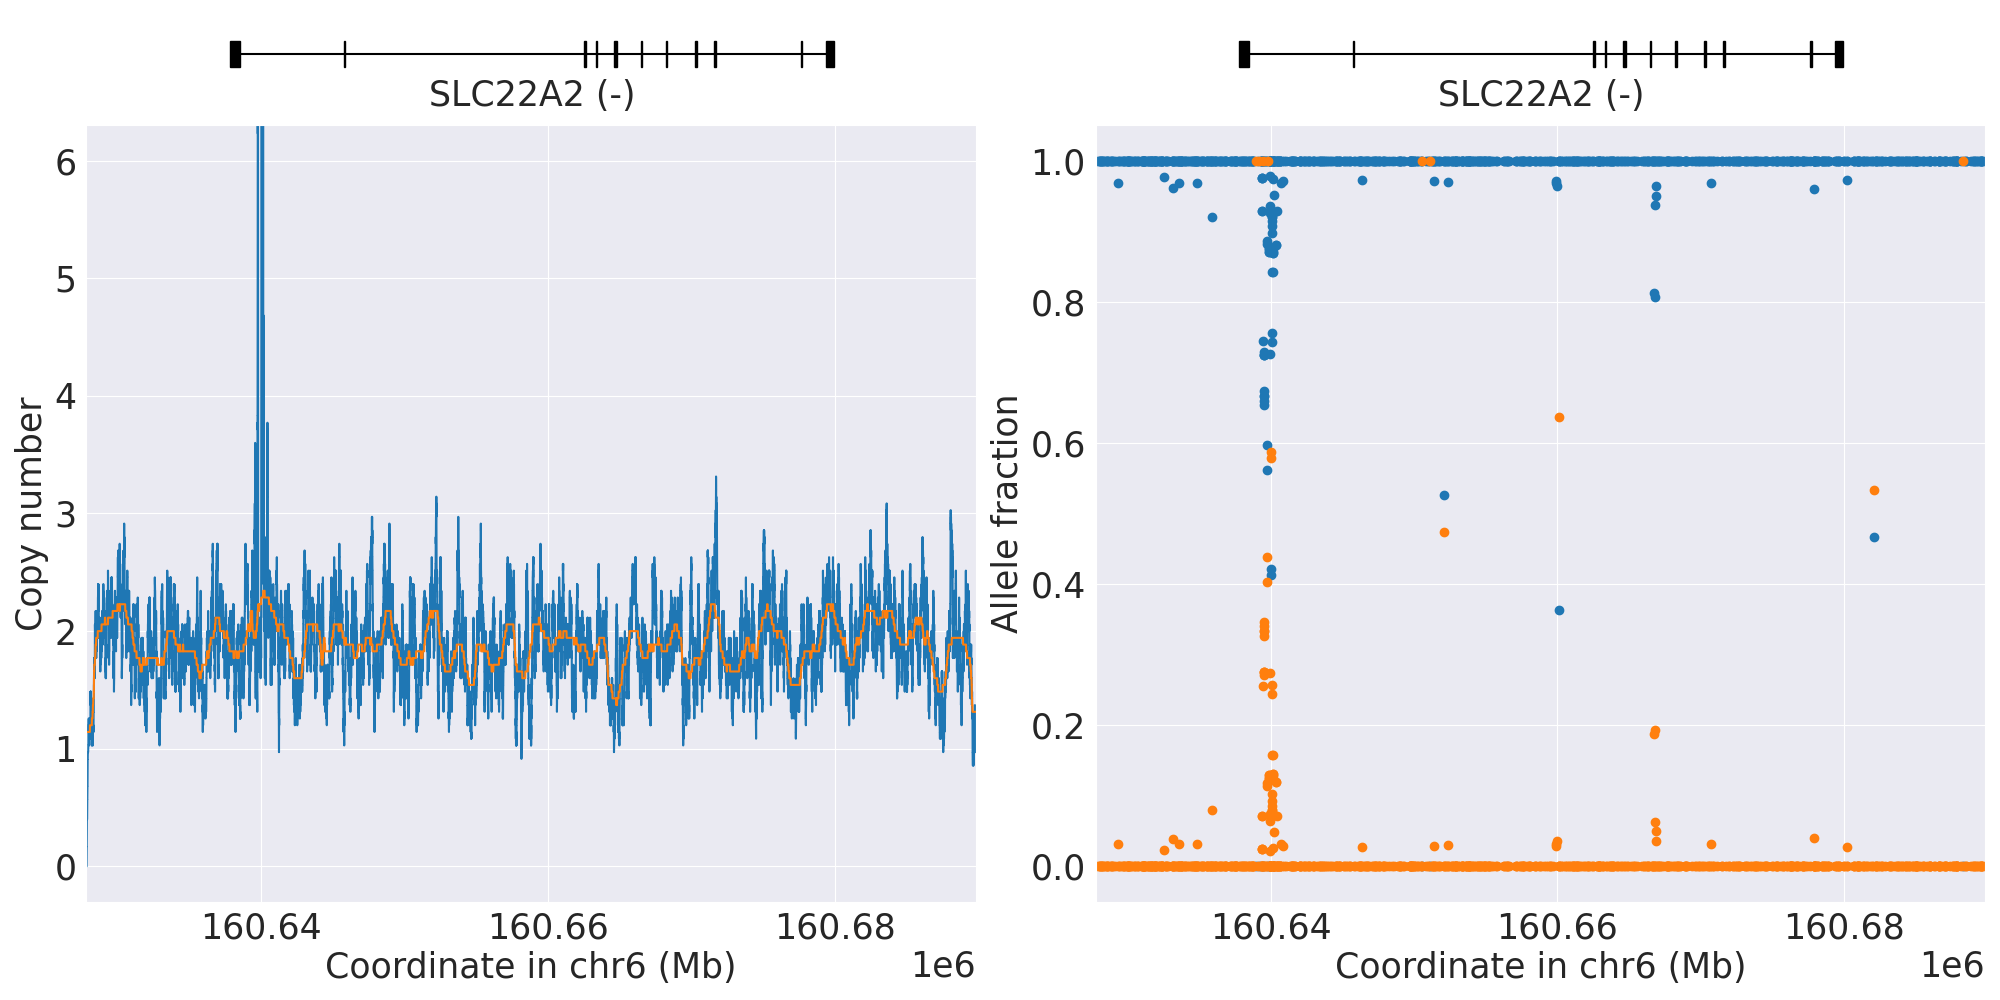 SLC22A2 (-)
SLC22A2 (-)
Copy number
6
5
4
3
2
1
0
160.64
160.66
160.68
Coordinate in chr6 (Mb)
1e6
Allele fraction
1.0
0.8
0.6
0.4
0.2
0.0
160.64
160.66
160.68
Coordinate in chr6 (Mb)
1e6